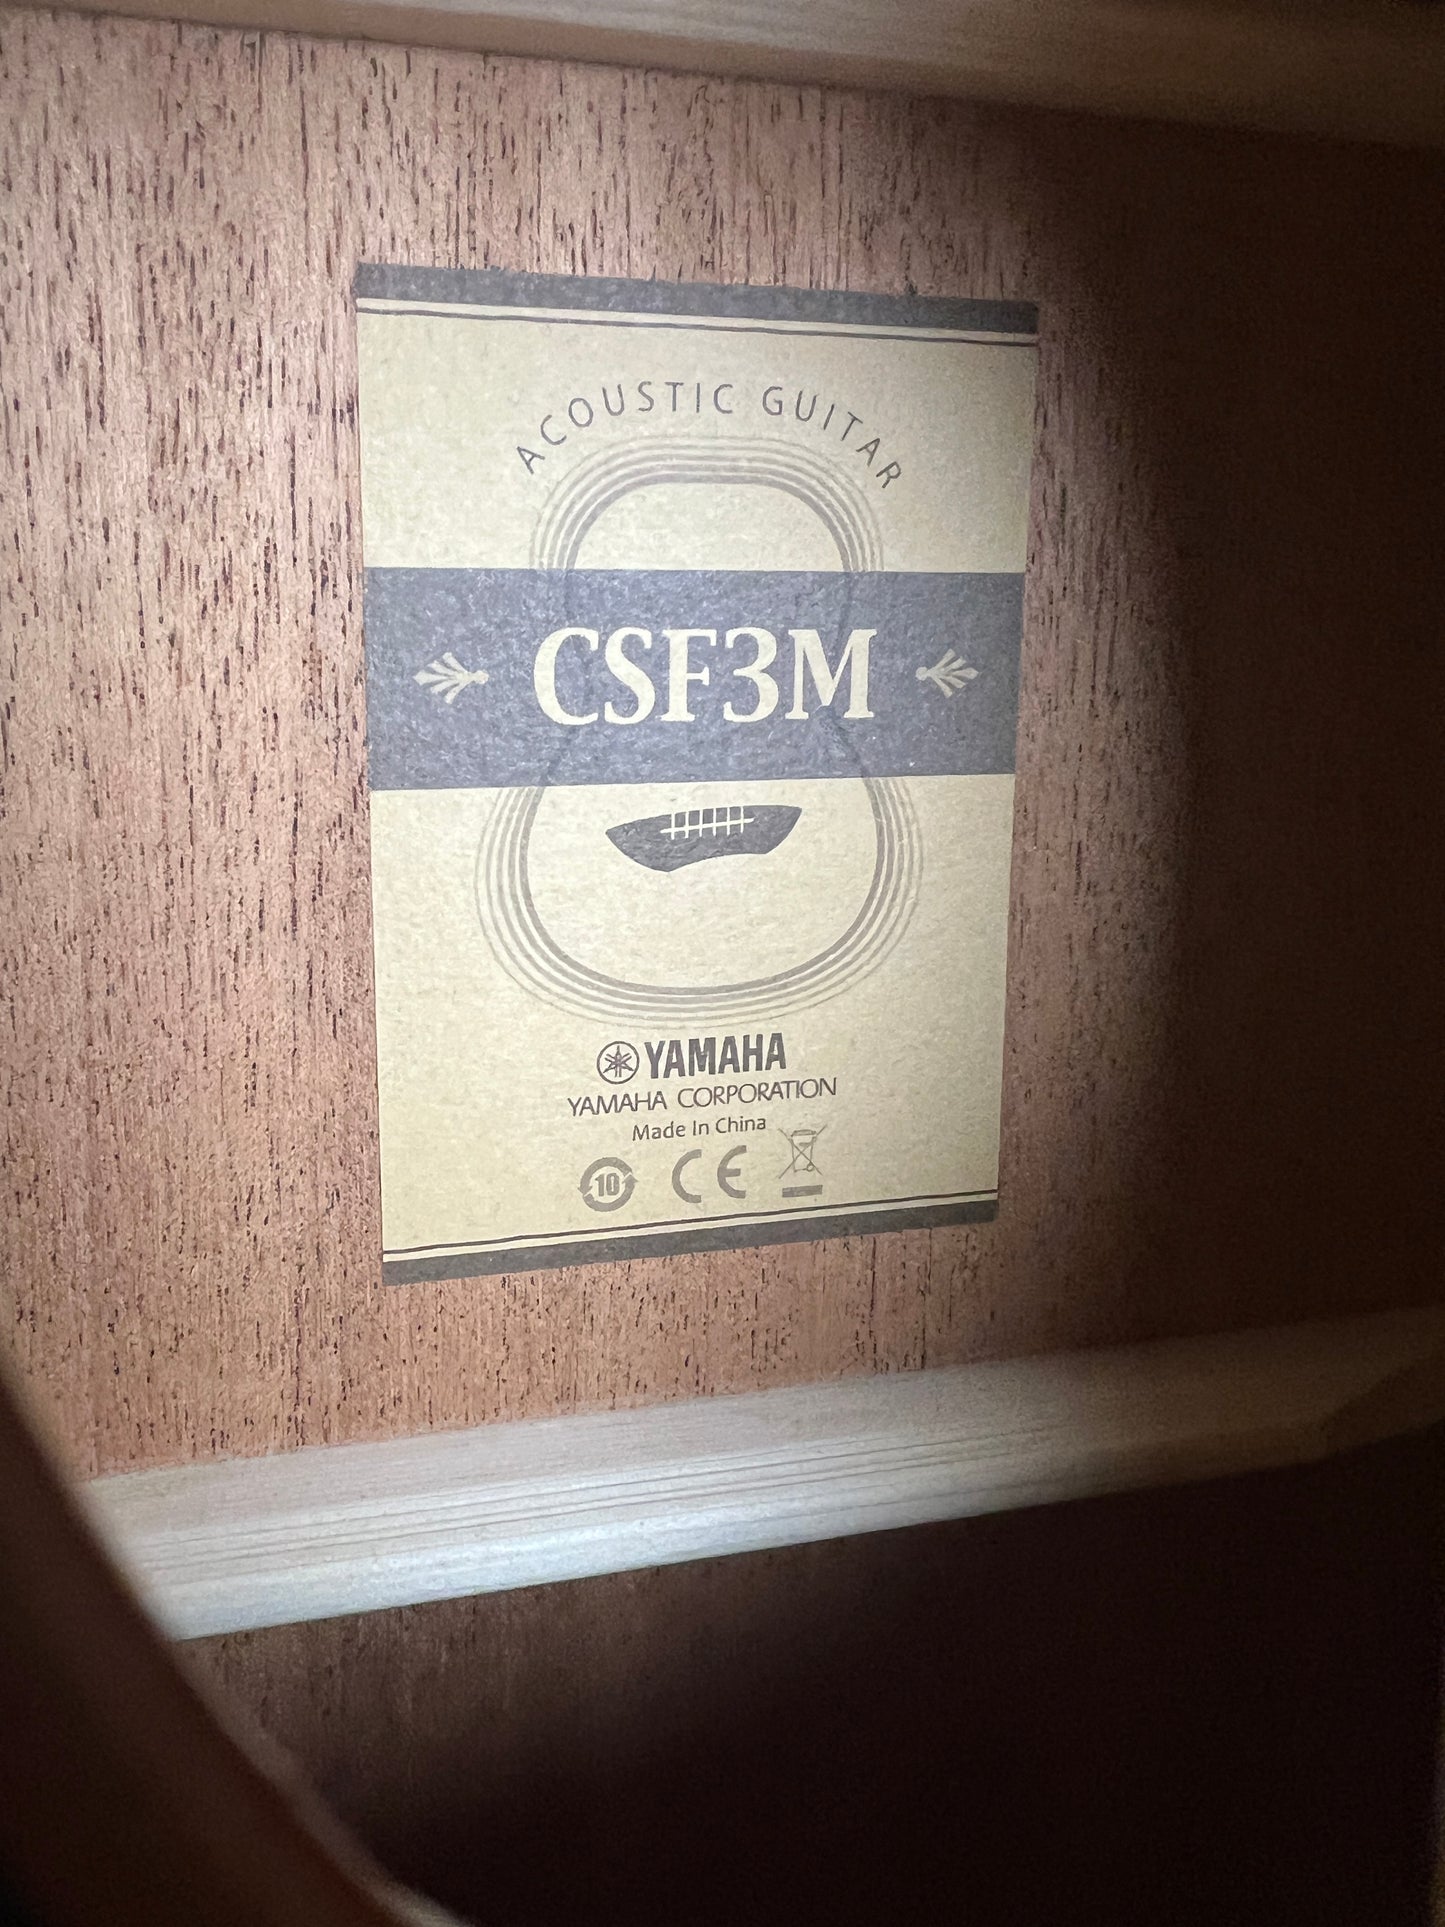 ACOUSTIC GUITAR
CSF3M
YAMAHA
YAMAHA CORPORATION
Made In China
10 CE